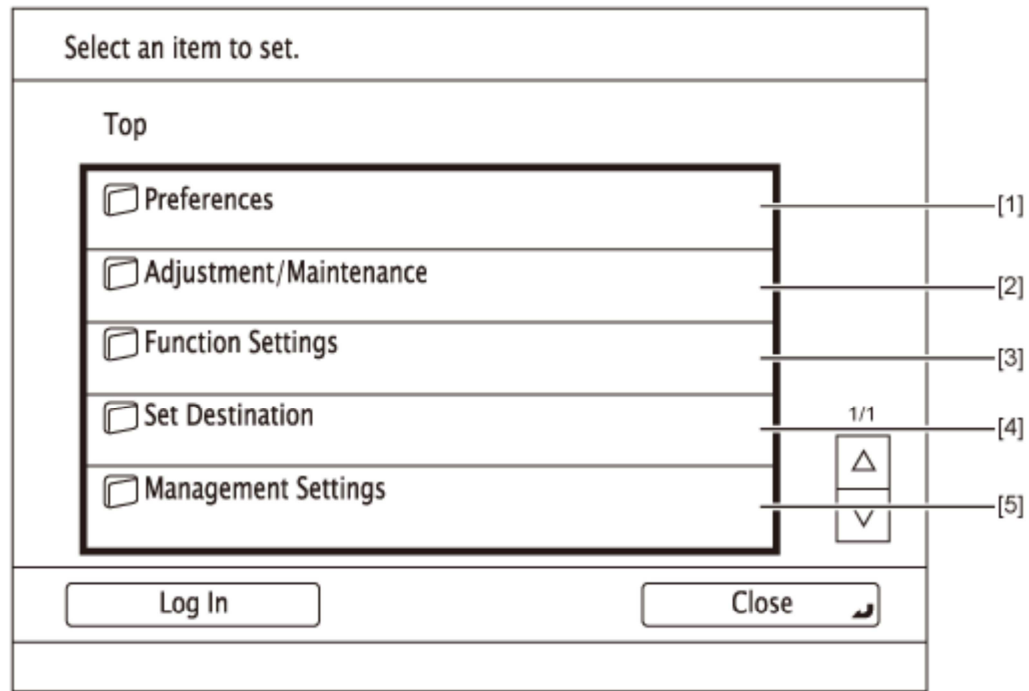 Select an item to set.
Top
Preferences
[1]
Adjustment/Maintenance
[2]
Function Settings
[3]
Set Destination
1/1
[4]
Management Settings
[5]
Log In
Close